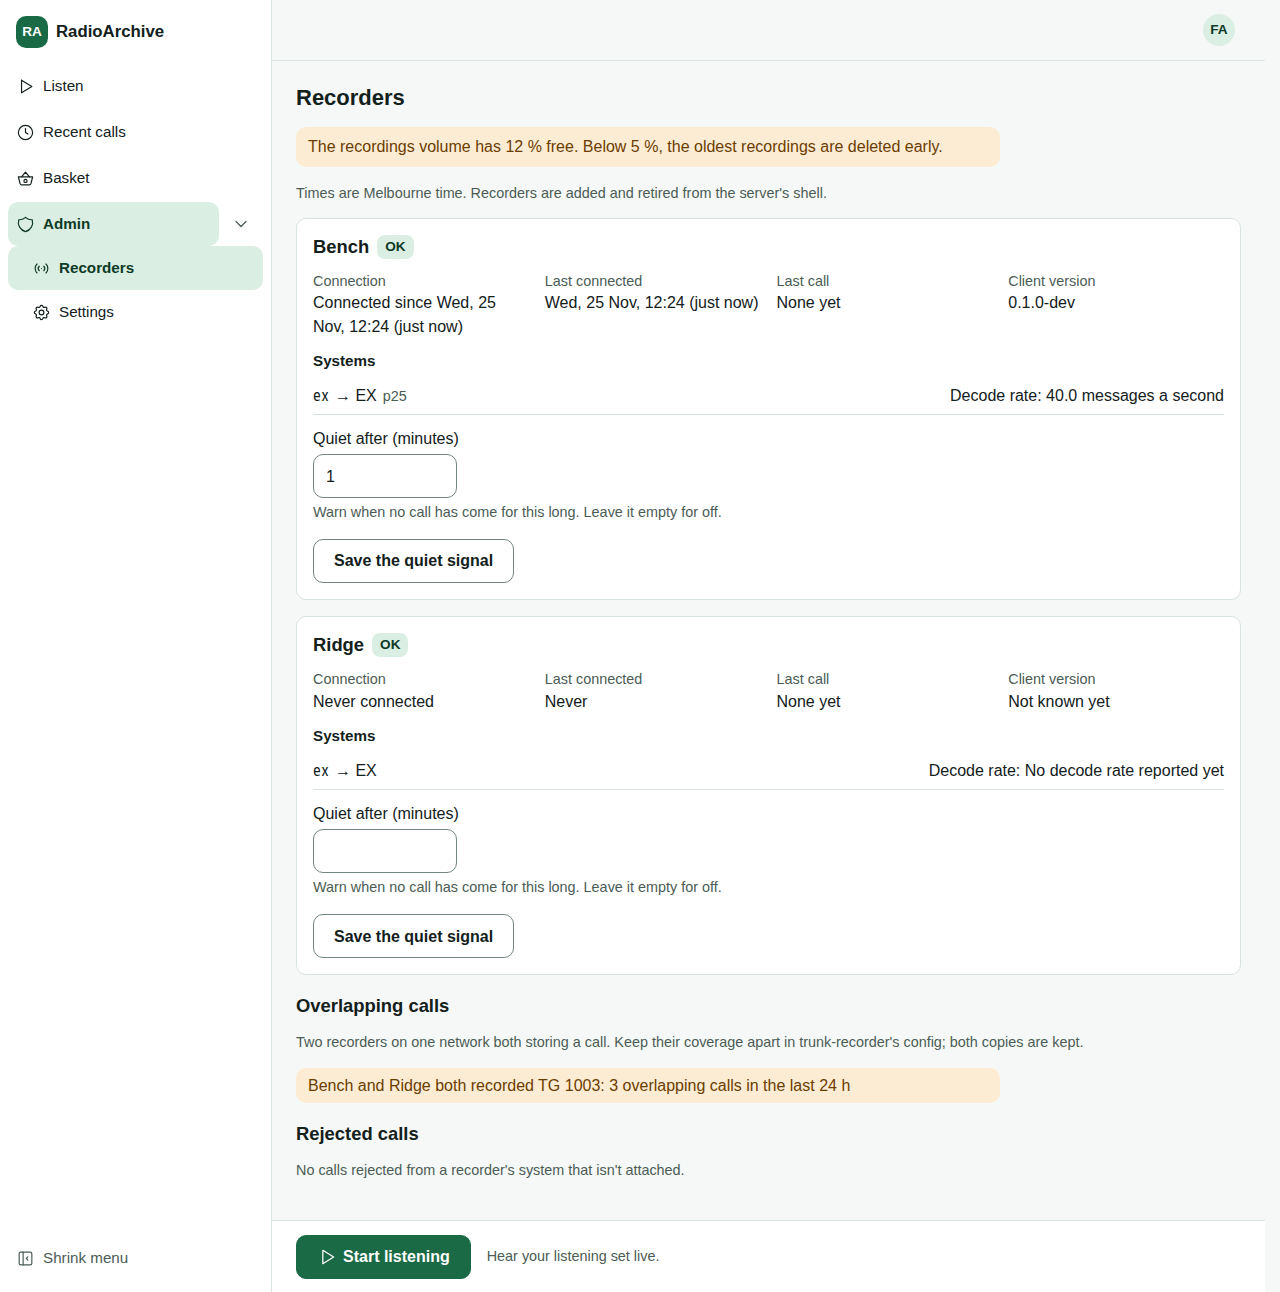 RA RadioArchive
FA
Listen
Recent calls
Basket
Admin
Recorders
Settings
Shrink menu
Recorders
The recordings volume has 12 % free. Below 5 %, the oldest recordings are deleted early.
Times are Melbourne time. Recorders are added and retired from the server's shell.
Bench OK
Connection Last connected Last call Client version
Connected since Wed, 25 Wed, 25 Nov, 12:24 (just now) None yet 0.1.0-dev
Nov, 12:24 (just now)
Systems
ex → EX p25 Decode rate: 40.0 messages a second
Quiet after (minutes)
1
Warn when no call has come for this long. Leave it empty for off.
Save the quiet signal
Ridge OK
Connection Last connected Last call Client version
Never connected Never None yet Not known yet
Systems
ex → EX Decode rate: No decode rate reported yet
Quiet after (minutes)
Warn when no call has come for this long. Leave it empty for off.
Save the quiet signal
Overlapping calls
Two recorders on one network both storing a call. Keep their coverage apart in trunk-recorder's config; both copies are kept.
Bench and Ridge both recorded TG 1003: 3 overlapping calls in the last 24 h
Rejected calls
No calls rejected from a recorder's system that isn't attached.
Start listening Hear your listening set live.